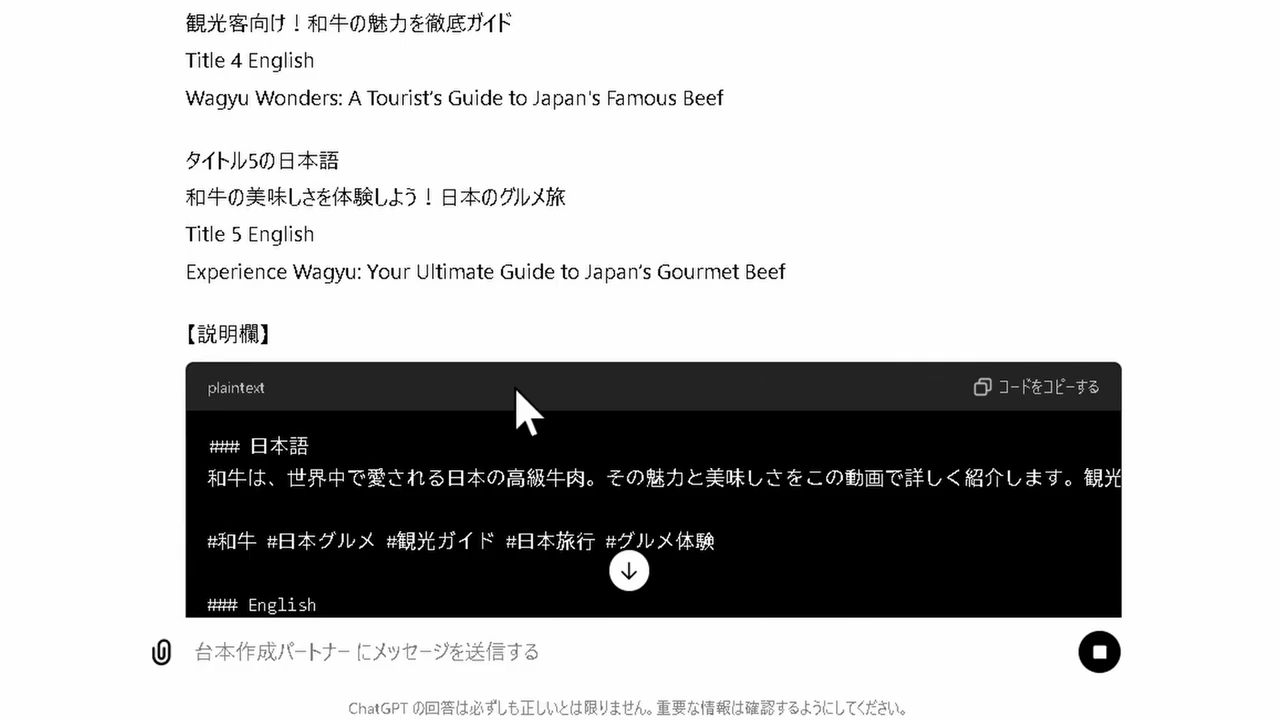 観光客向け！和牛の魅力を徹底ガイド
Title 4 English
Wagyu Wonders: A Tourist’s Guide to Japan's Famous Beef
タイトル5の日本語
和牛の美味しさを体験しよう！日本のグルメ旅
Title 5 English
Experience Wagyu: Your Ultimate Guide to Japan’s Gourmet Beef
【説明欄】
plaintext
コードをコピーする
### 日本語
和牛は、世界中で愛される日本の高級牛肉。その魅力と美味しさをこの動画で詳しく紹介します。観光
#和牛 #日本グルメ #観光ガイド #日本旅行 #グルメ体験
### English
台本作成パートナー にメッセージを送信する
ChatGPT の回答は必ずしも正しいとは限りません。重要な情報は確認するようにしてください。